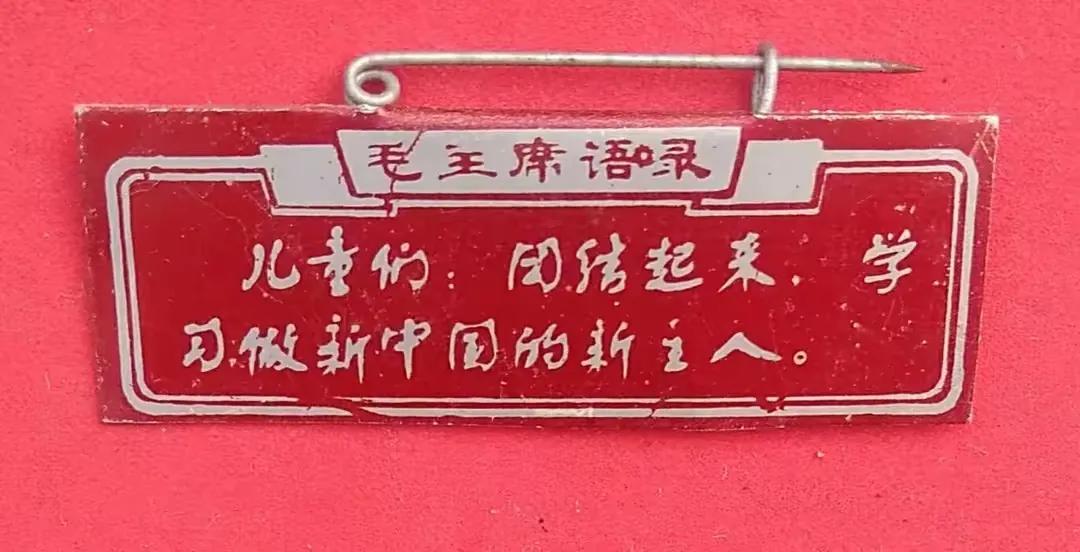 毛主席语录
儿童们：团结起来，学
习做新中国的新主人。